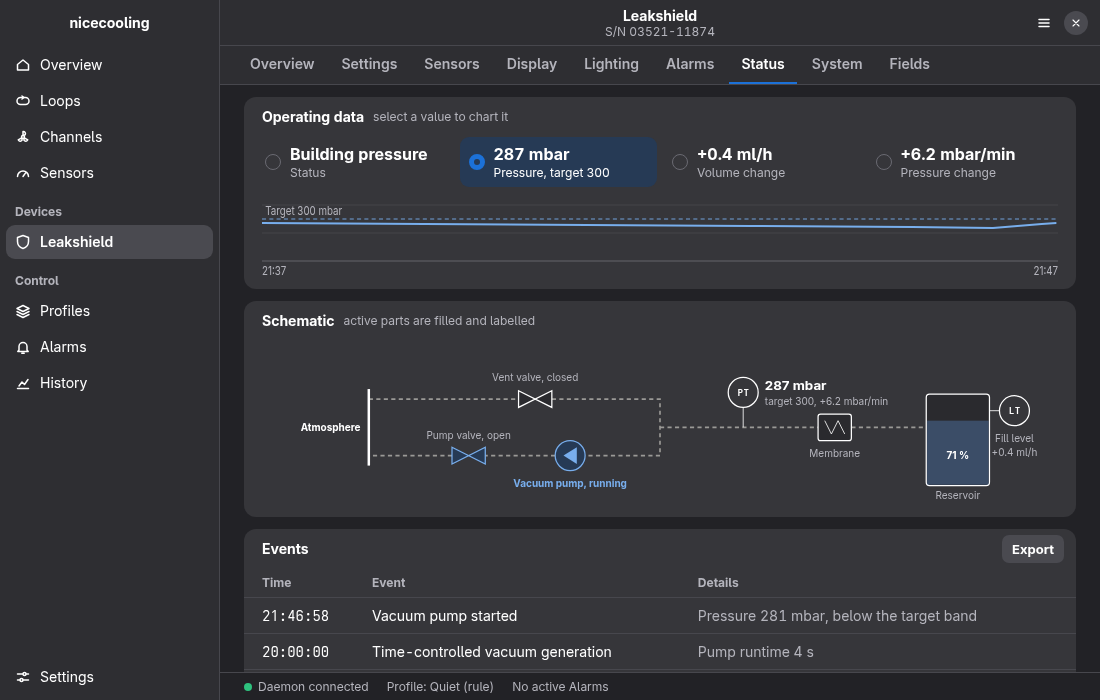 nicecooling
Overview
Loops
Channels
Sensors
Devices
Leakshield
Control
Profiles
Alarms
History
Settings
Leakshield
S/N 03521-11874
Overview Settings Sensors Display Lighting Alarms Status System Fields
Operating data select a value to chart it
Building pressure
Status
287 mbar
Pressure, target 300
+0.4 ml/h
Volume change
+6.2 mbar/min
Pressure change
Target 300 mbar
21:37 21:47
Schematic active parts are filled and labelled
Vent valve, closed
Atmosphere
Pump valve, open
Vacuum pump, running
PT
287 mbar
target 300, +6.2 mbar/min
Membrane
71 %
Reservoir
LT
Fill level
+0.4 ml/h
Events Export
Time Event Details
21:46:58 Vacuum pump started Pressure 281 mbar, below the target band
20:00:00 Time-controlled vacuum generation Pump runtime 4 s
Daemon connected Profile: Quiet (rule) No active Alarms